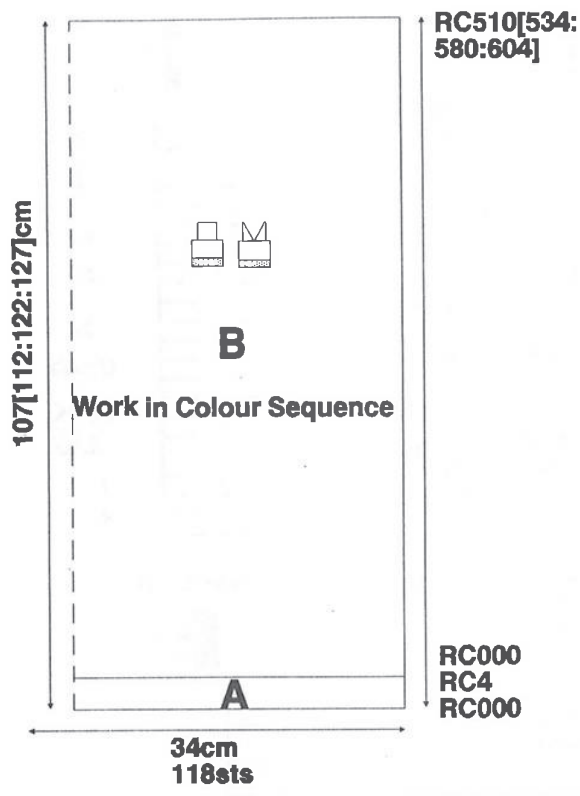 RC510[534:
580:604]
107[112:122:127]cm
B
Work in Colour Sequence
RC000
RC4
RC000
A
34cm
118sts